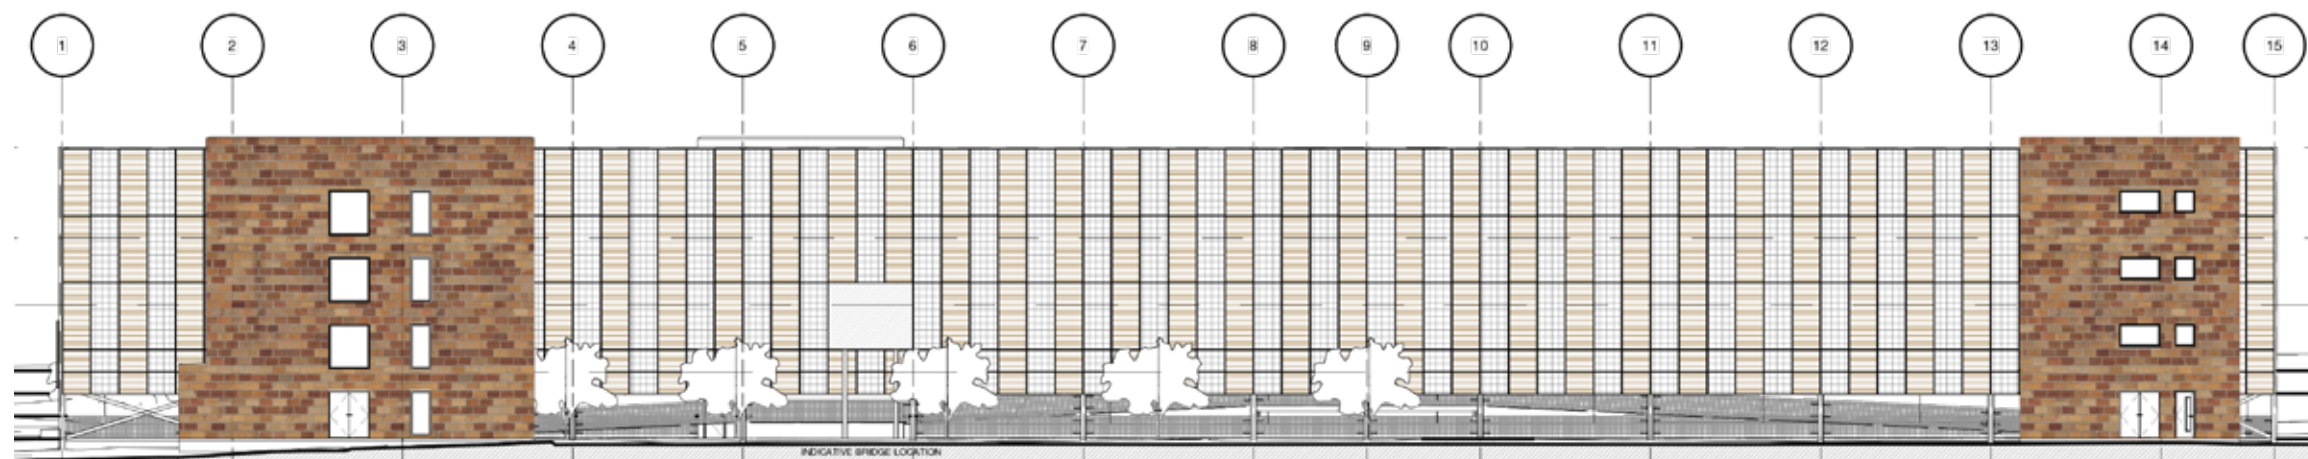 1 2 3 4 5 6 7 8 9 10 11 12 13 14 15
INDICATIVE BRIDGE LOCATION